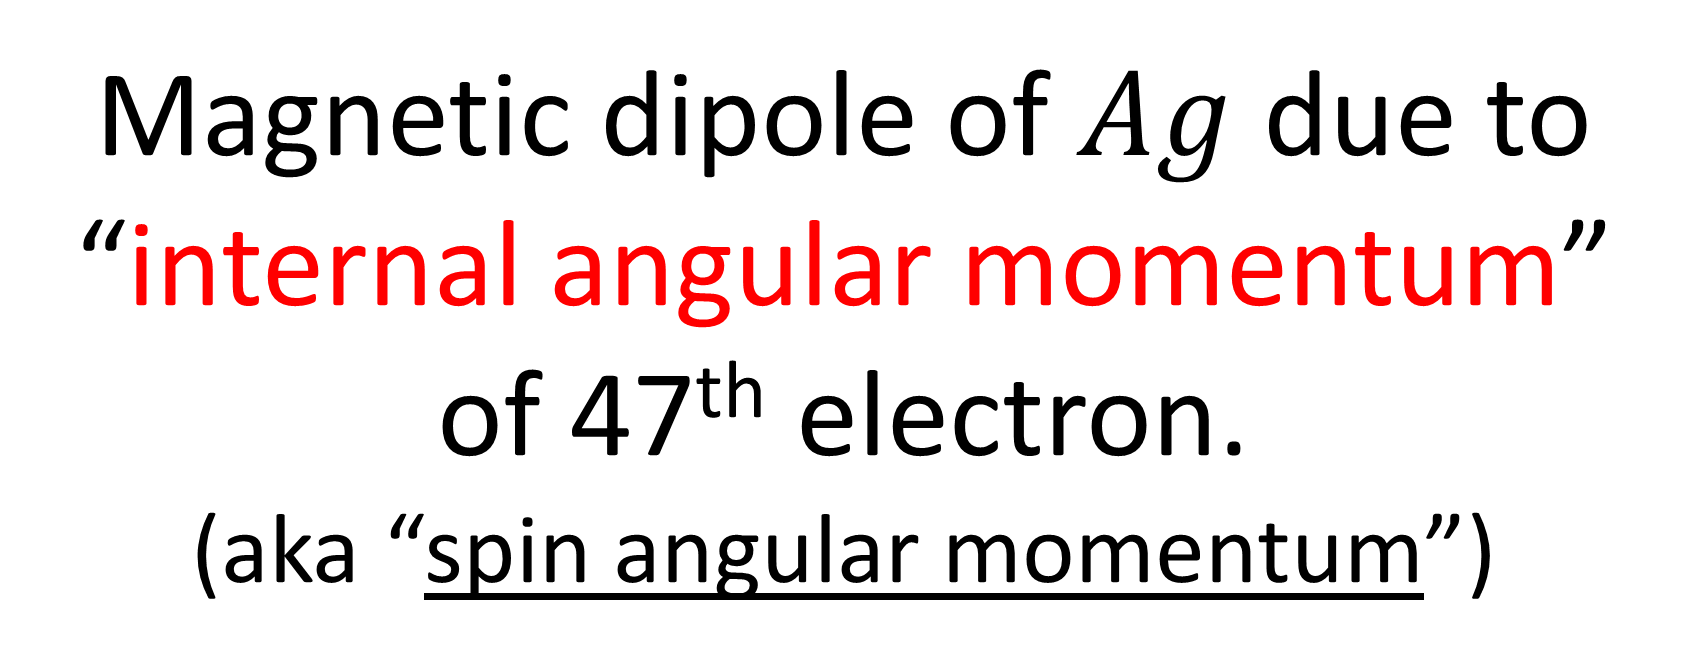 Magnetic dipole of Ag due to
“internal angular momentum”
of 47th electron.
(aka “spin angular momentum”)